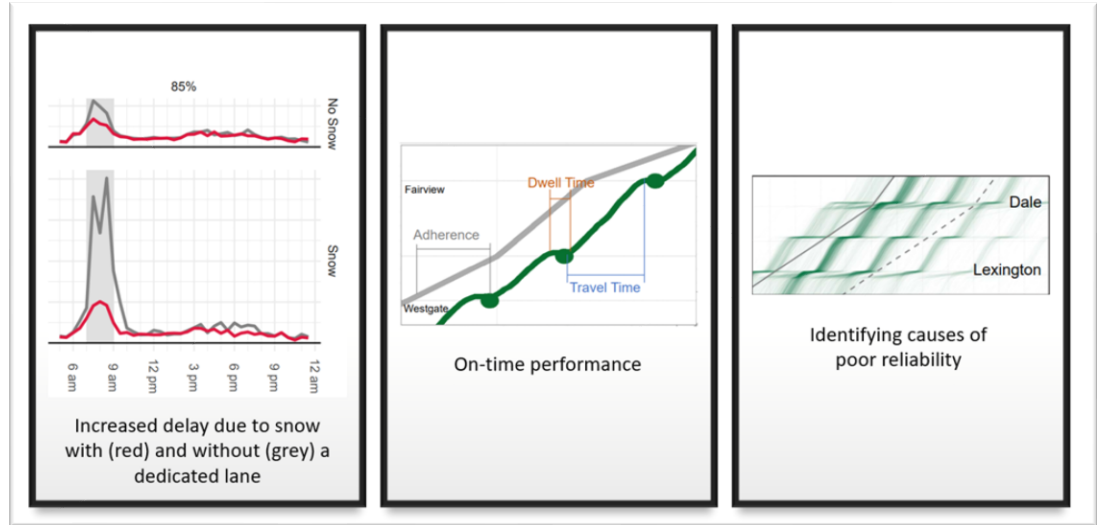 85%
No Snow
Snow
6 am
9 am
12 pm
3 pm
6 pm
9 pm
12 am
Increased delay due to snow
with (red) and without (grey) a
dedicated lane
Fairview
Dwell Time
Adherence
Travel Time
Westgate
On-time performance
Dale
Lexington
Identifying causes of
poor reliability